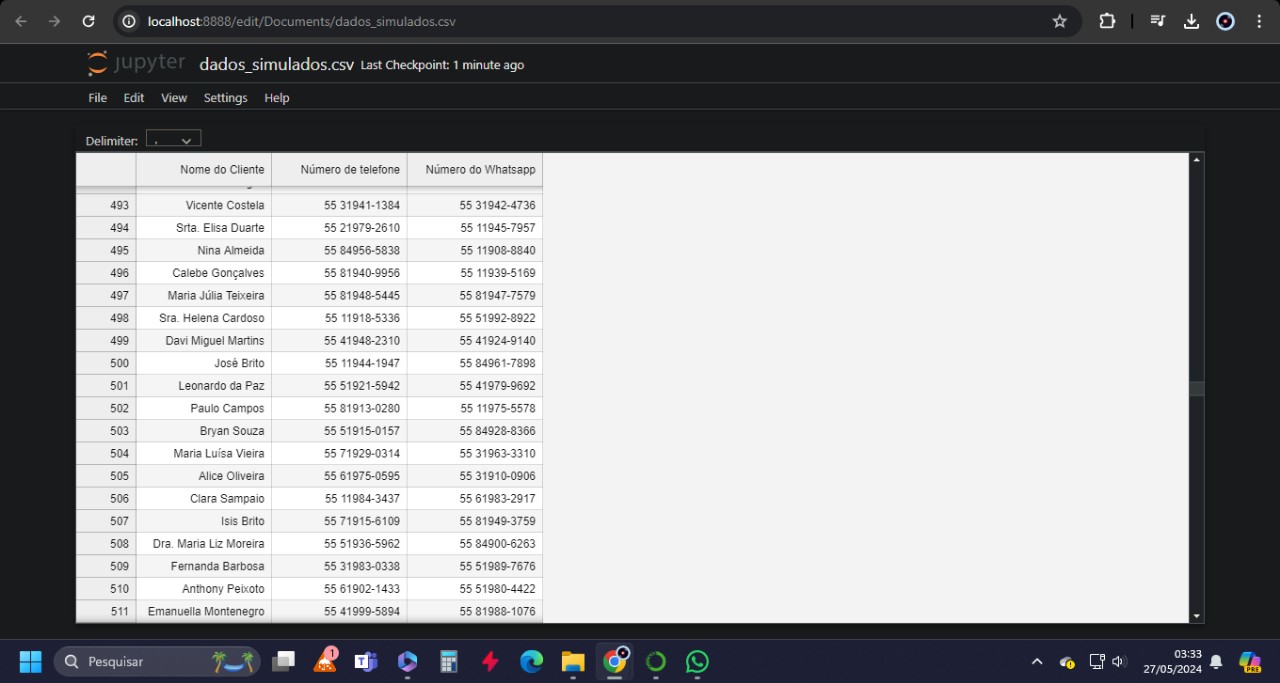 localhost:8888/edit/Documents/dados_simulados.csv
jupyter dados_simulados.csv Last Checkpoint: 1 minute ago
File Edit View Settings Help
Delimiter: ,
Nome do Cliente Número de telefone Número do Whatsapp
493 Vicente Costela 55 31941-1384 55 31942-4736
494 Srta. Elisa Duarte 55 21979-2610 55 11945-7957
495 Nina Almeida 55 84956-5838 55 11908-8840
496 Calebe Gonçalves 55 81940-9956 55 11939-5169
497 Maria Júlia Teixeira 55 81948-5445 55 81947-7579
498 Sra. Helena Cardoso 55 11918-5336 55 51992-8922
499 Davi Miguel Martins 55 41948-2310 55 41924-9140
500 José Brito 55 11944-1947 55 84961-7898
501 Leonardo da Paz 55 51921-5942 55 41979-9692
502 Paulo Campos 55 81913-0280 55 11975-5578
503 Bryan Souza 55 51915-0157 55 84928-8366
504 Maria Luísa Vieira 55 71929-0314 55 31963-3310
505 Alice Oliveira 55 61975-0595 55 31910-0906
506 Clara Sampaio 55 11984-3437 55 61983-2917
507 Isis Brito 55 71915-6109 55 81949-3759
508 Dra. Maria Liz Moreira 55 51936-5962 55 84900-6263
509 Fernanda Barbosa 55 31983-0338 55 51989-7676
510 Anthony Peixoto 55 61902-1433 55 51980-4422
511 Emanuella Montenegro 55 41999-5894 55 81988-1076
Pesquisar 1 03:33
27/05/2024
PRE